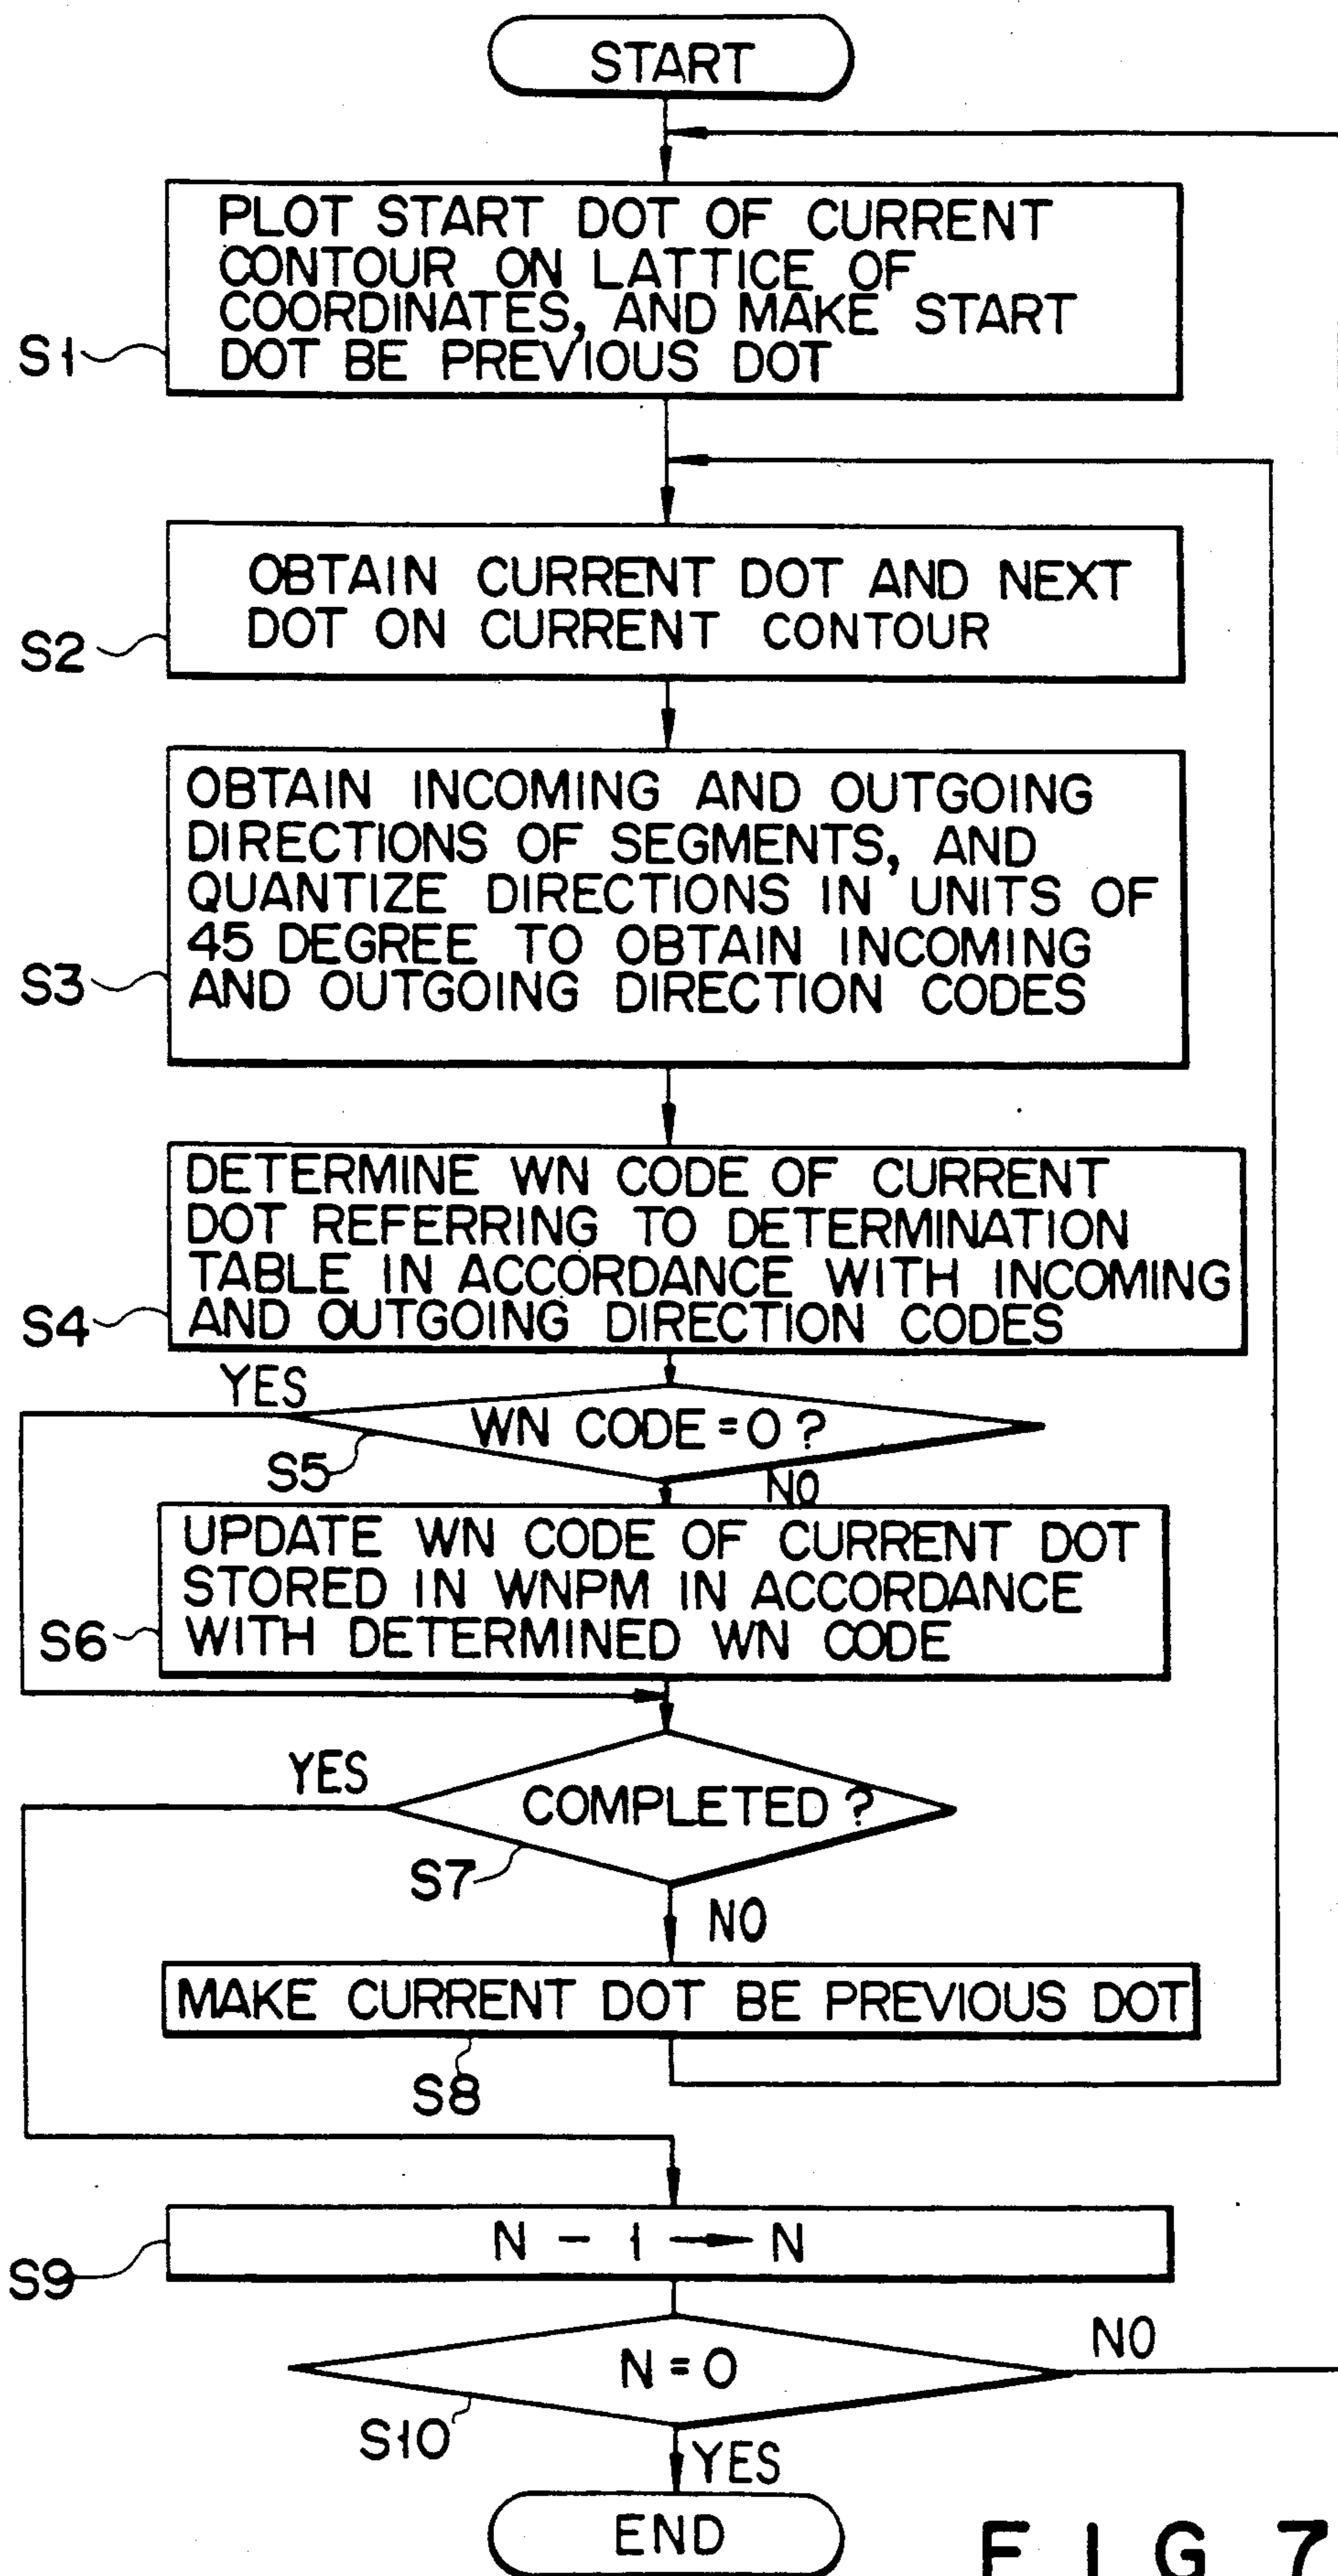 START
PLOT START DOT OF CURRENT
CONTOUR ON LATTICE OF
COORDINATES, AND MAKE START
DOT BE PREVIOUS DOT
S1
OBTAIN CURRENT DOT AND NEXT
DOT ON CURRENT CONTOUR
S2
OBTAIN INCOMING AND OUTGOING
DIRECTIONS OF SEGMENTS, AND
QUANTIZE DIRECTIONS IN UNITS OF
45 DEGREE TO OBTAIN INCOMING
AND OUTGOING DIRECTION CODES
S3
DETERMINE WN CODE OF CURRENT
DOT REFERRING TO DETERMINATION
TABLE IN ACCORDANCE WITH INCOMING
AND OUTGOING DIRECTION CODES
S4
YES
WN CODE = 0 ?
S5
NO
UPDATE WN CODE OF CURRENT DOT
STORED IN WNPM IN ACCORDANCE
WITH DETERMINED WN CODE
S6
YES
COMPLETED ?
S7
NO
MAKE CURRENT DOT BE PREVIOUS DOT
S8
N - 1 → N
S9
N = 0
NO
S10
YES
END
FIG 7